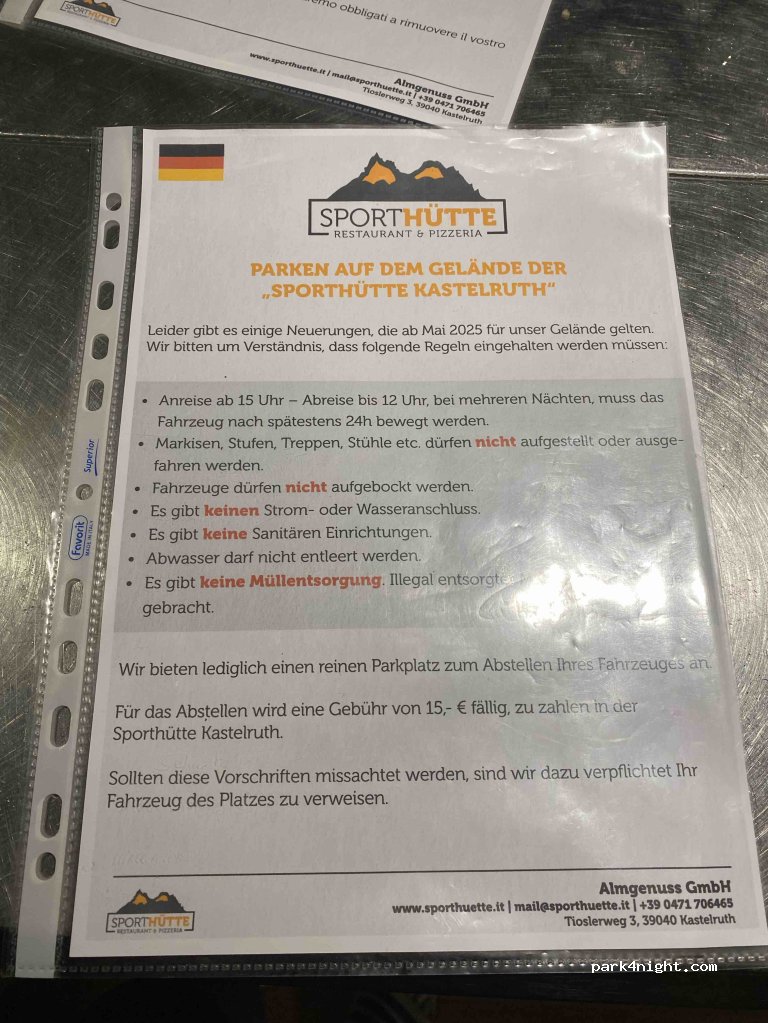 emo obbligati a rimuovere il vostro
SPORTHÜTTE
Almgenuss GmbH
www.sporthuette.it | mail@sporthuette.it | +39 0471 706465
Tioslerweg 3, 39040 Kastelruth
SPORTHÜTTE
RESTAURANT & PIZZERIA
PARKEN AUF DEM GELÄNDE DER
„SPORTHÜTTE KASTELRUTH“
Leider gibt es einige Neuerungen, die ab Mai 2025 für unser Gelände gelten.
Wir bitten um Verständnis, dass folgende Regeln eingehalten werden müssen:
• Anreise ab 15 Uhr – Abreise bis 12 Uhr, bei mehreren Nächten, muss das
Fahrzeug nach spätestens 24h bewegt werden.
• Markisen, Stufen, Treppen, Stühle etc. dürfen nicht aufgestellt oder ausge-
fahren werden.
• Fahrzeuge dürfen nicht aufgebockt werden.
• Es gibt keinen Strom- oder Wasseranschluss.
• Es gibt keine Sanitären Einrichtungen.
• Abwasser darf nicht entleert werden.
• Es gibt keine Müllentsorgung. Illegal entsorgte
gebracht.
Wir bieten lediglich einen reinen Parkplatz zum Abstellen Ihres Fahrzeuges an.
Für das Abstellen wird eine Gebühr von 15,- € fällig, zu zahlen in der
Sporthütte Kastelruth.
Sollten diese Vorschriften missachtet werden, sind wir dazu verpflichtet Ihr
Fahrzeug des Platzes zu verweisen.
Superior
Favorit
MADE IN ITALY
SPORTHÜTTE
RESTAURANT & PIZZERIA
Almgenuss GmbH
www.sporthuette.it | mail@sporthuette.it | +39 0471 706465
Tioslerweg 3, 39040 Kastelruth
park4night.com